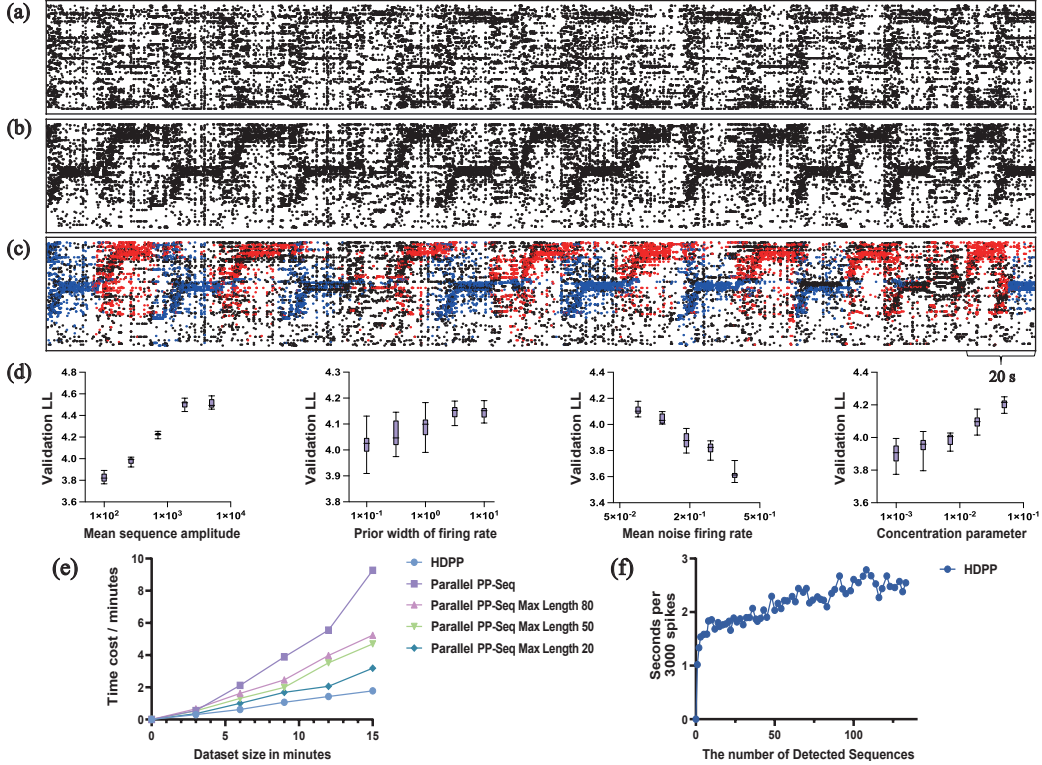 (a)
(b)
(c)
20 s
(d)
Validation LL
4.8
4.6
4.4
4.2
4.0
3.8
3.6
1×10⁻²
1×10³
1×10⁴
Mean sequence amplitude
Validation LL
4.3
4.2
4.1
4.0
3.9
3.8
1×10⁻¹
1×10⁰
1×10¹
Prior width of firing rate
Validation LL
4.4
4.2
4.0
3.8
3.6
3.4
5×10⁻²
2×10⁻¹
5×10⁻¹
Mean noise firing rate
Validation LL
4.4
4.2
4.0
3.8
3.6
1×10⁻³
1×10⁻²
1×10⁻¹
Concentration parameter
(e)
Time cost / minutes
10
8
6
4
2
0
0
5
10
15
Dataset size in minutes
HDPP
Parallel PP-Seq
Parallel PP-Seq Max Length 80
Parallel PP-Seq Max Length 50
Parallel PP-Seq Max Length 20
(f)
Seconds per
3000 spikes
3
2
1
0
0
50
100
The number of Detected Sequences
HDPP